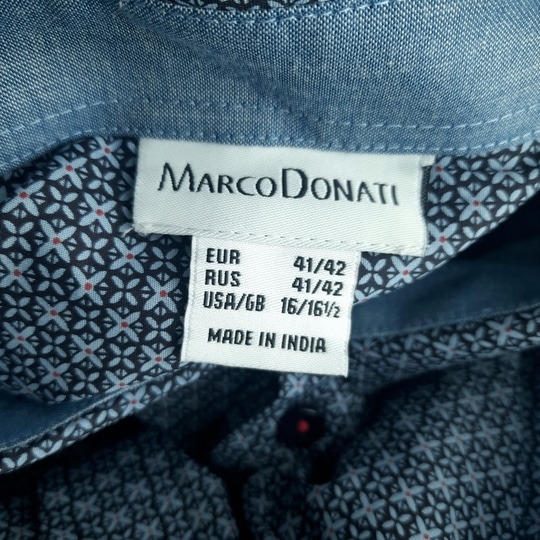 MARCODONATI
EUR 41/42
RUS 41/42
USA/GB 16/16½
MADE IN INDIA